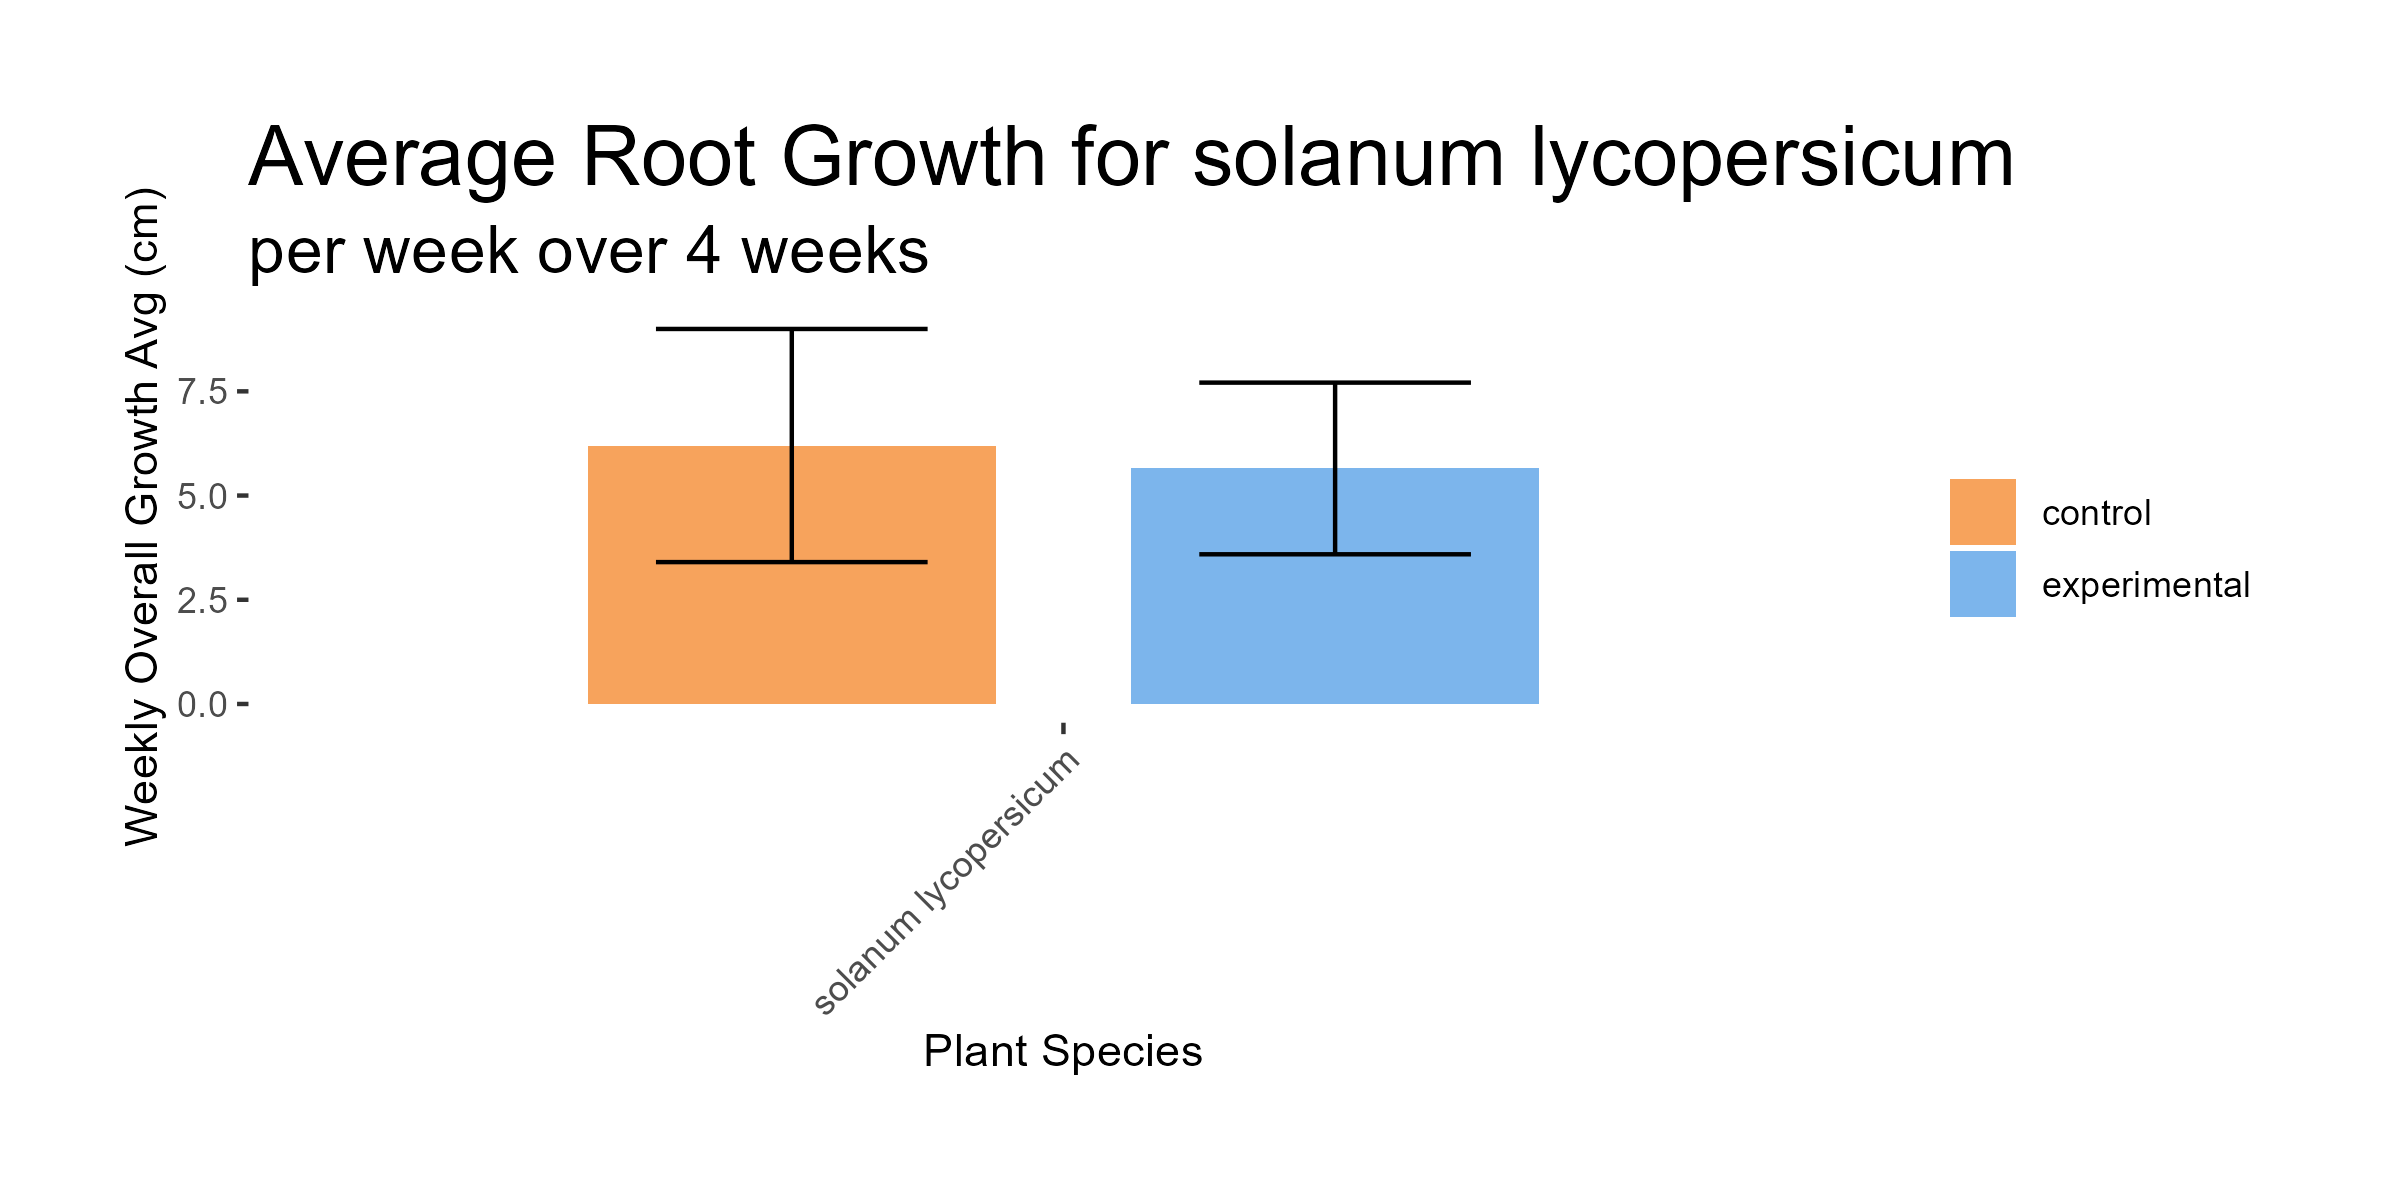 Average Root Growth for solanum lycopersicum
per week over 4 weeks
Weekly Overall Growth Avg (cm)
7.5
5.0
2.5
0.0
control
experimental
solanum lycopersicum
Plant Species